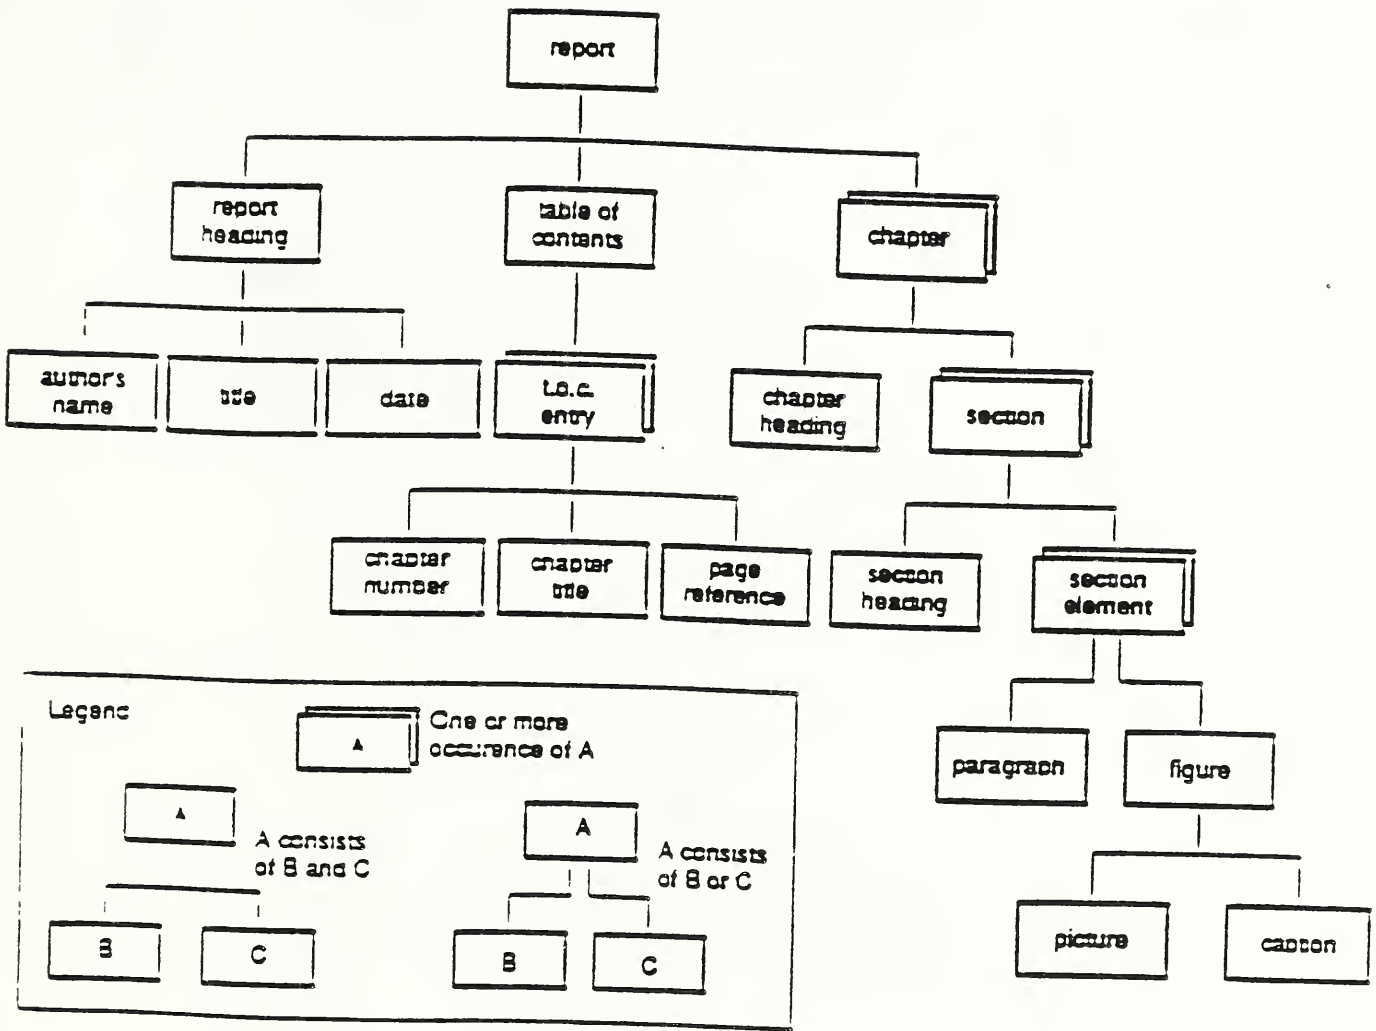 report
report
heading
table of
contents
chapter
author's
name
title
date
t.o.c.
entry
chapter
heading
section
chapter
number
chapter
title
page
reference
section
heading
section
element
paragraph
figure
picture
caption
Legend
A
One or more
occurence of A
A
A consists
of B and C
B
C
A
A consists
of B or C
B
C